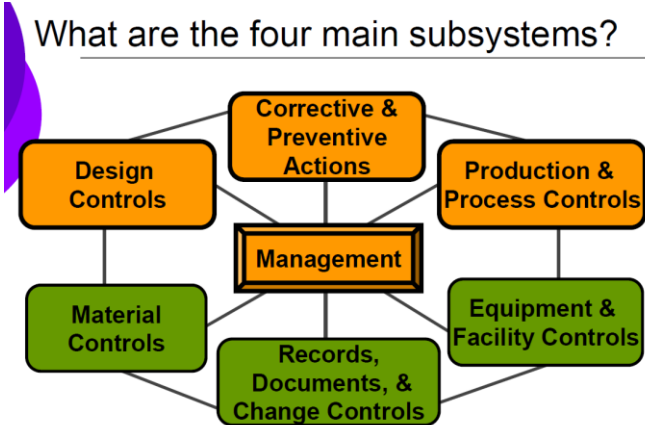 What are the four main subsystems?
Corrective &
Preventive
Actions
Design
Controls
Production &
Process Controls
Management
Material
Controls
Equipment &
Facility Controls
Records,
Documents, &
Change Controls